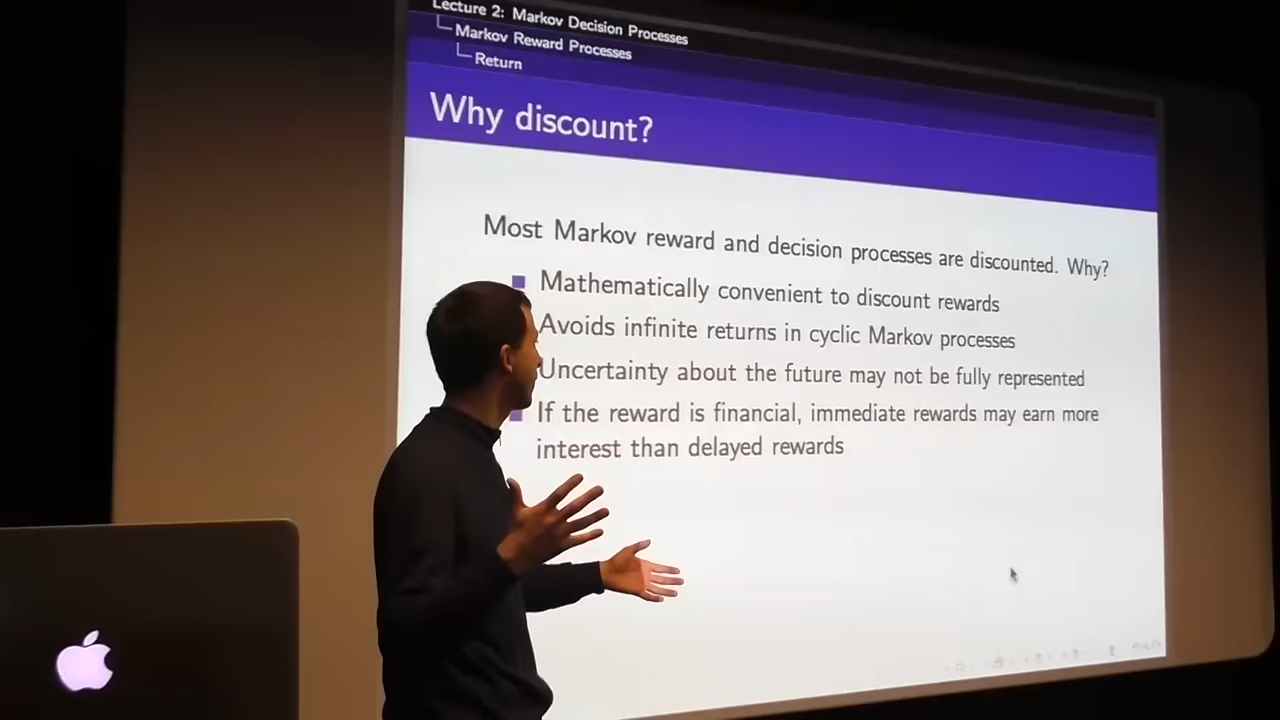 Lecture 2: Markov Decision Processes
Markov Reward Processes
Return
Why discount?
Most Markov reward and decision processes are discounted. Why?
Mathematically convenient to discount rewards
Avoids infinite returns in cyclic Markov processes
Uncertainty about the future may not be fully represented
If the reward is financial, immediate rewards may earn more
interest than delayed rewards